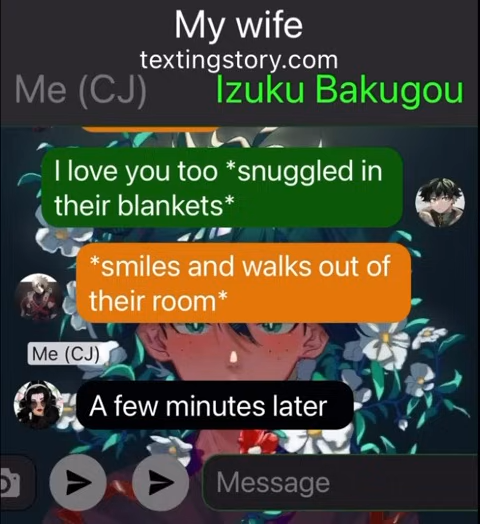 My wife
textingstory.com
Me (CJ)
Izuku Bakugou
I love you too *snuggled in
their blankets*
*smiles and walks out of
their room*
Me (CJ)
A few minutes later
Message